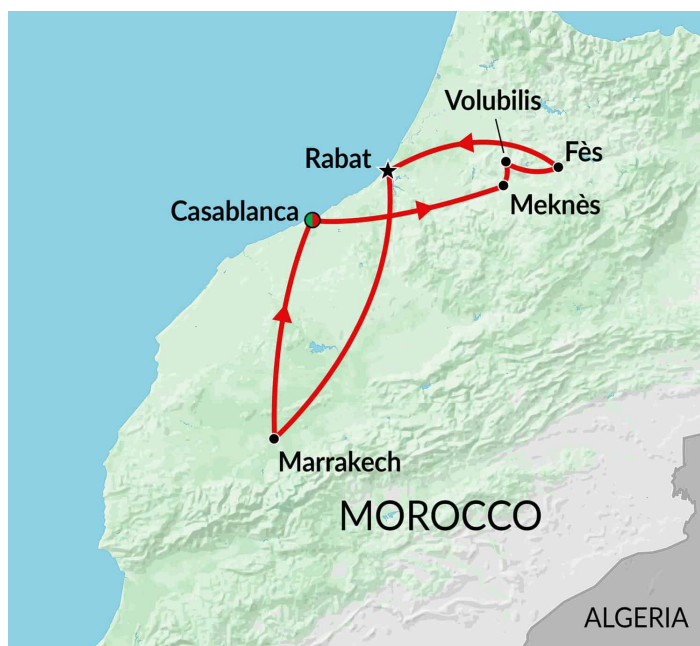 Volubilis
Rabat
Fès
Casablanca
Meknès
Marrakech
MOROCCO
ALGERIA